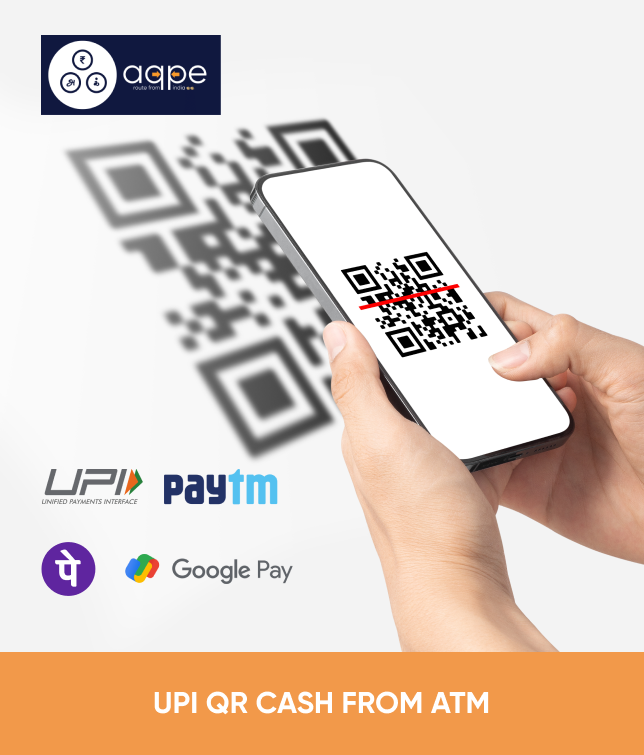 ₹
அ
aqpe
route from india
UPI
UNIFIED PAYMENTS INTERFACE
paytm
पे
Google Pay
UPI QR CASH FROM ATM